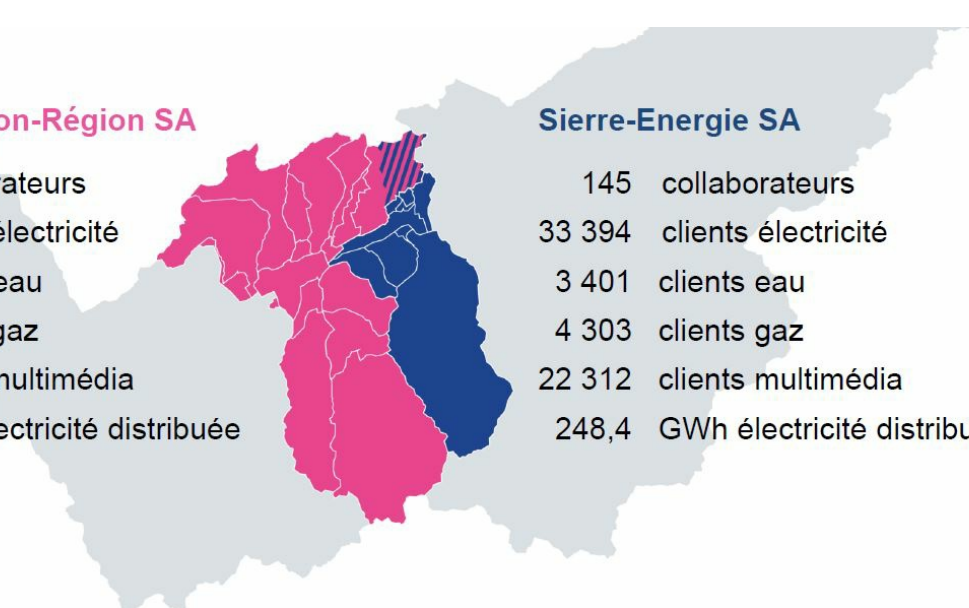 on-Région SA
ateurs
électricité
eau
gaz
multimédia
ectricité distribuée
Sierre-Energie SA
145 collaborateurs
33 394 clients électricité
3 401 clients eau
4 303 clients gaz
22 312 clients multimédia
248,4 GWh électricité distribu